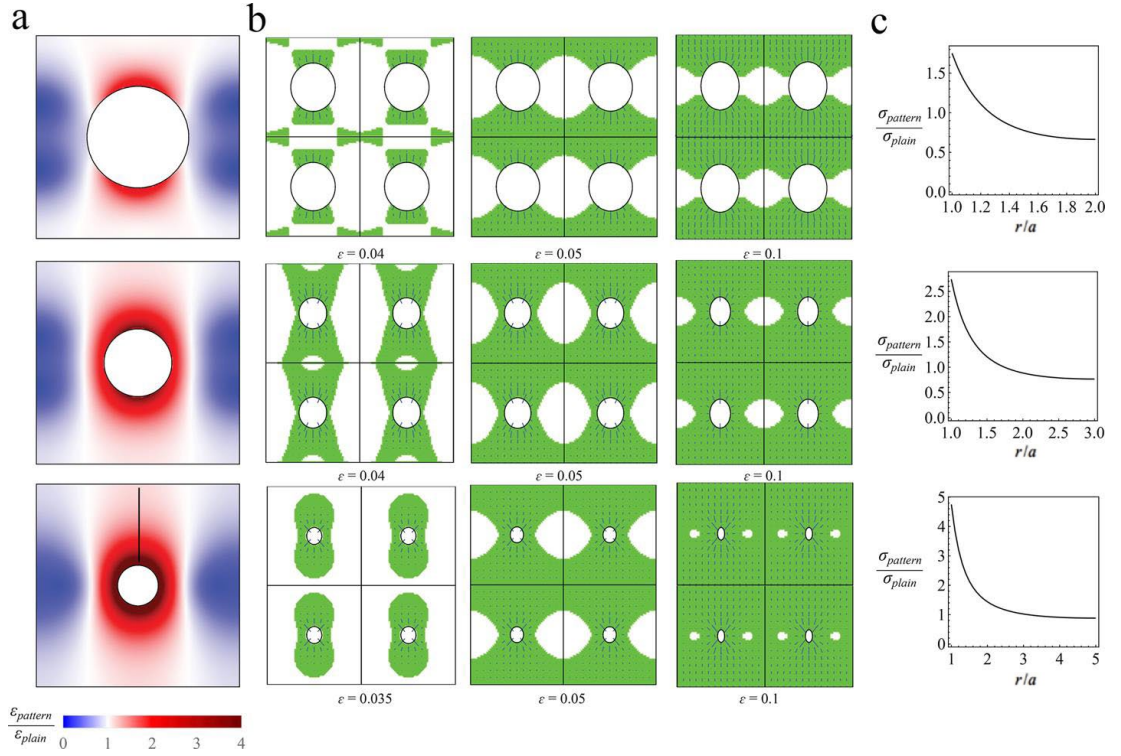 a
b
c
ε = 0.04
ε = 0.05
ε = 0.1
σpattern
σplain
1.5
1.0
0.5
0.0
1.0 1.2 1.4 1.6 1.8 2.0
r/a
ε = 0.04
ε = 0.05
ε = 0.1
σpattern
σplain
2.5
2.0
1.5
1.0
0.5
0.0
1.0 1.5 2.0 2.5 3.0
r/a
ε = 0.035
ε = 0.05
ε = 0.1
σpattern
σplain
5
4
3
2
1
0
1 2 3 4 5
r/a
εpattern
εplain
0 1 2 3 4